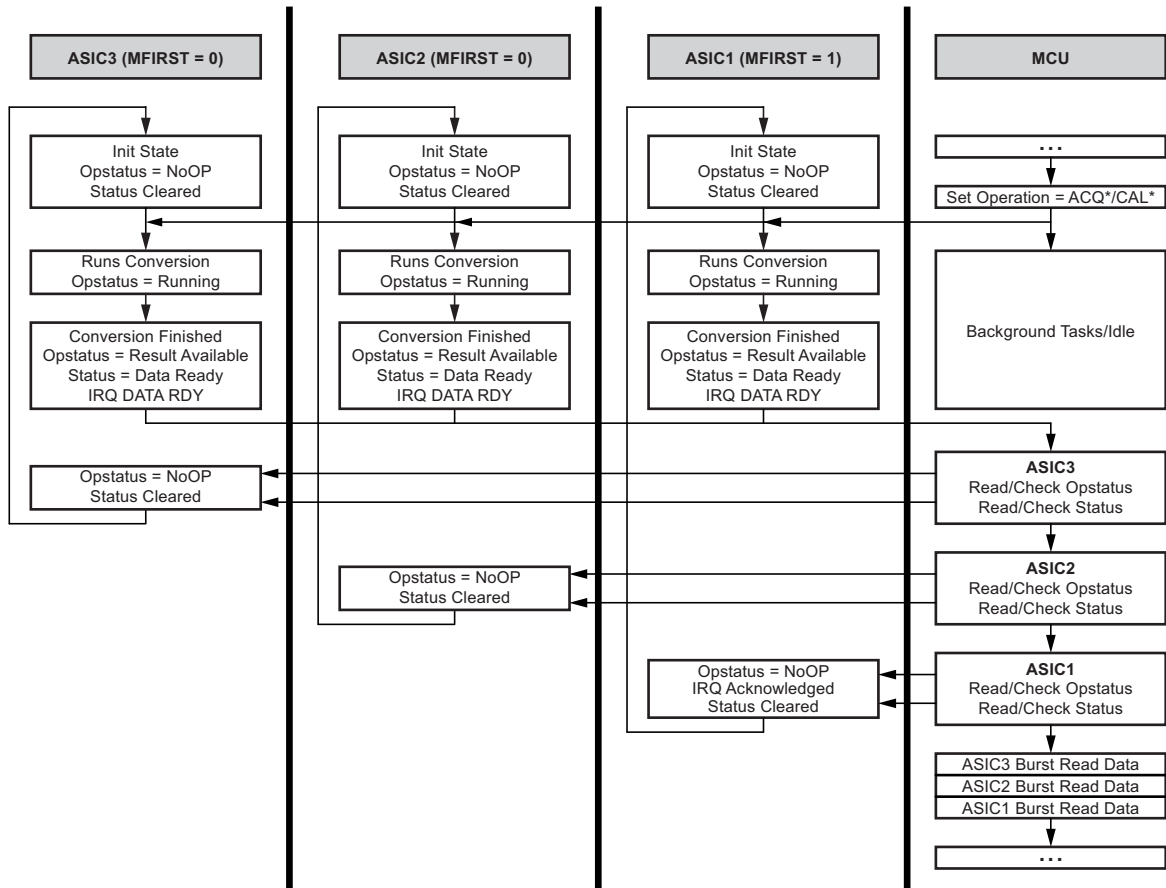 ASIC3 (MFIRST = 0)
ASIC2 (MFIRST = 0)
ASIC1 (MFIRST = 1)
MCU
Init State
Opstatus = NoOP
Status Cleared
Init State
Opstatus = NoOP
Status Cleared
Init State
Opstatus = NoOP
Status Cleared
...
Set Operation = ACQ*/CAL*
Runs Conversion
Opstatus = Running
Runs Conversion
Opstatus = Running
Runs Conversion
Opstatus = Running
Background Tasks/Idle
Conversion Finished
Opstatus = Result Available
Status = Data Ready
IRQ DATA RDY
Conversion Finished
Opstatus = Result Available
Status = Data Ready
IRQ DATA RDY
Conversion Finished
Opstatus = Result Available
Status = Data Ready
IRQ DATA RDY
Opstatus = NoOP
Status Cleared
ASIC3
Read/Check Opstatus
Read/Check Status
Opstatus = NoOP
Status Cleared
ASIC2
Read/Check Opstatus
Read/Check Status
Opstatus = NoOP
IRQ Acknowledged
Status Cleared
ASIC1
Read/Check Opstatus
Read/Check Status
ASIC3 Burst Read Data
ASIC2 Burst Read Data
ASIC1 Burst Read Data
...